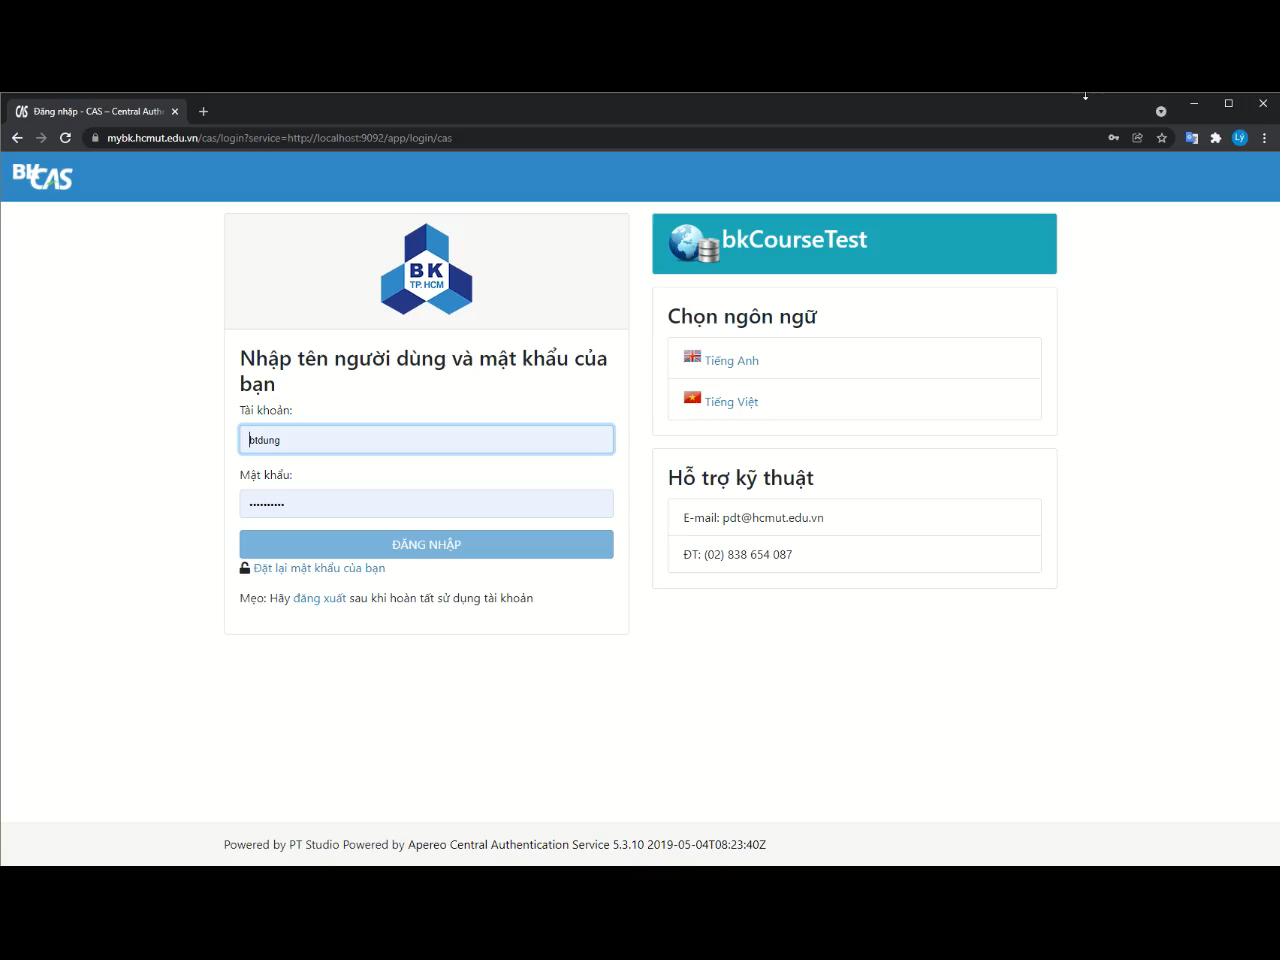 Đăng nhập - CAS – Central Auth
mybk.hcmut.edu.vn/cas/login?service=http://localhost:9092/app/login/cas
Lý
BK CAS
BK
TP. HCM
Nhập tên người dùng và mật khẩu của
bạn
Tài khoản:
btdung
Mật khẩu:
••••••••••
ĐĂNG NHẬP
Đặt lại mật khẩu của bạn
Mẹo: Hãy đăng xuất sau khi hoàn tất sử dụng tài khoản
bkCourseTest
Chọn ngôn ngữ
Tiếng Anh
Tiếng Việt
Hỗ trợ kỹ thuật
E-mail: pdt@hcmut.edu.vn
ĐT: (02) 838 654 087
Powered by PT Studio Powered by Apereo Central Authentication Service 5.3.10 2019-05-04T08:23:40Z